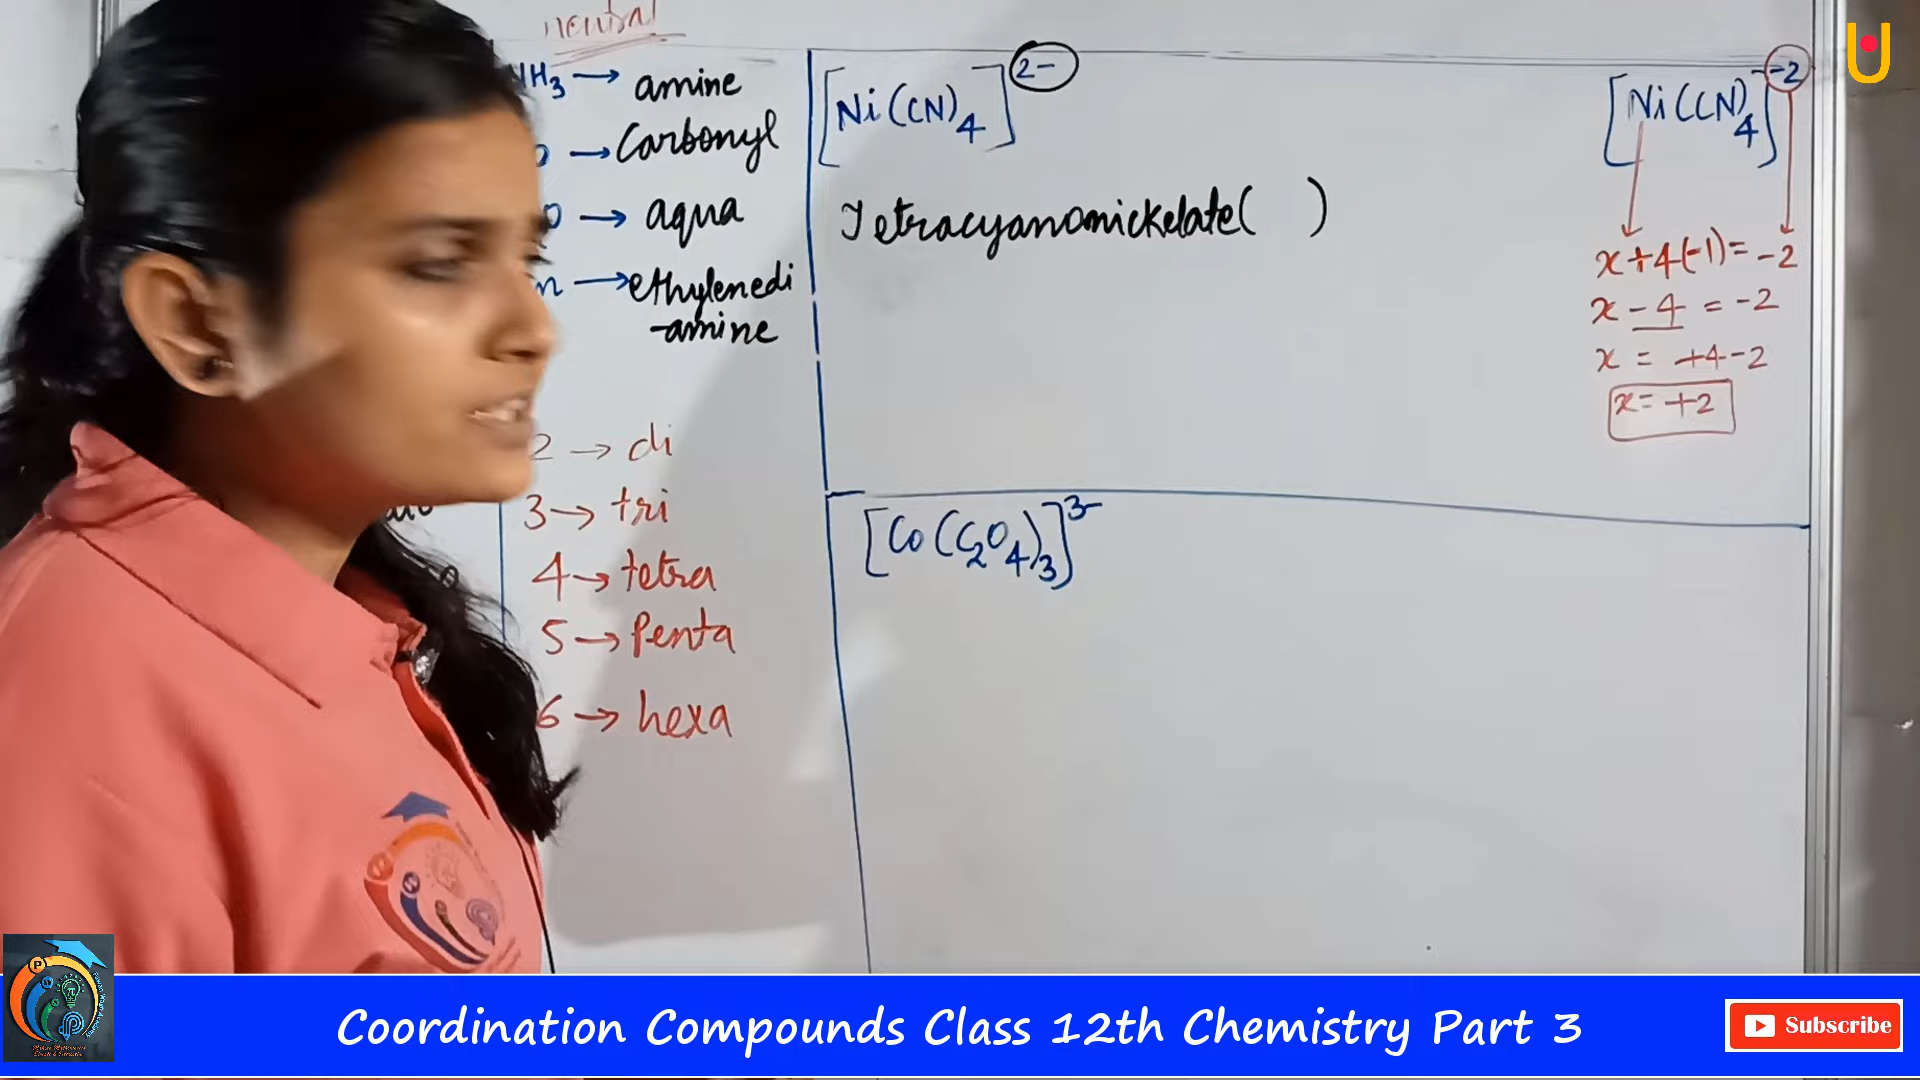 neutral
NH3 → amine
→ Carbonyl
→ aqua
n → ethylenedi
-amine
2 → di
3 → tri
4 → tetra
5 → Penta
6 → hexa
[Ni(CN)4]2-
Tetracyanonickelate( )
[Ni(CN)4]-2
x+4(-1)=-2
x-4=-2
x=+4-2
x=+2
[Co(C2O4)3]3-
Coordination Compounds Class 12th Chemistry Part 3
Subscribe